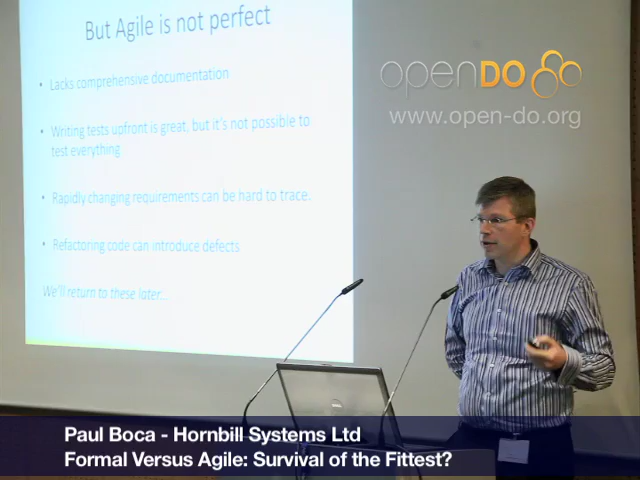 But Agile is not perfect
• Lacks comprehensive documentation
• Writing tests upfront is great, but it's not possible to
test everything
• Rapidly changing requirements can be hard to trace.
• Refactoring code can introduce defects
We'll return to these later...
openDO
www.open-do.org
Paul Boca - Hornbill Systems Ltd
Formal Versus Agile: Survival of the Fittest?